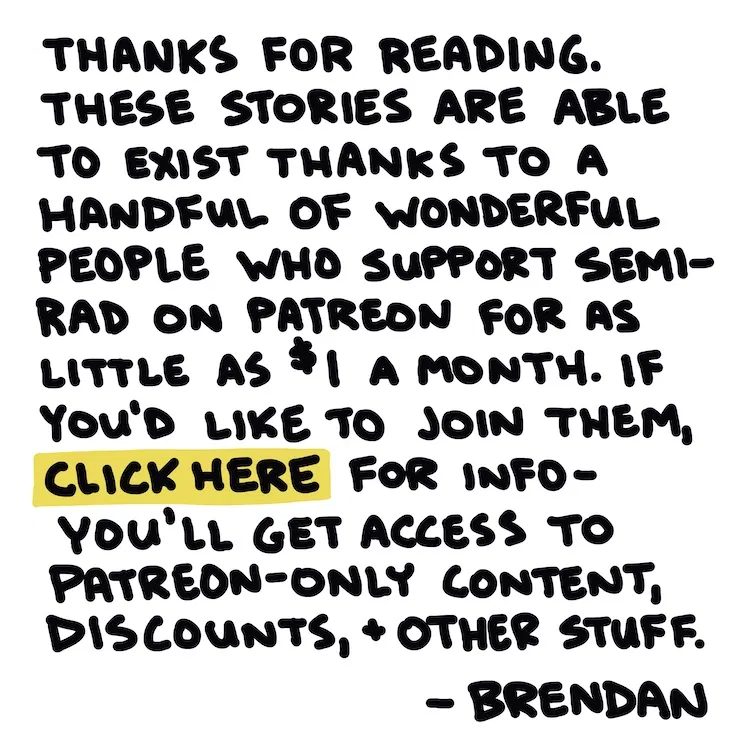 THANKS FOR READING.
THESE STORIES ARE ABLE
TO EXIST THANKS TO A
HANDFUL OF WONDERFUL
PEOPLE WHO SUPPORT SEMI-
RAD ON PATREON FOR AS
LITTLE AS $1 A MONTH. IF
YOU'D LIKE TO JOIN THEM,
CLICK HERE FOR INFO-
YOU'LL GET ACCESS TO
PATREON-ONLY CONTENT,
DISCOUNTS, + OTHER STUFF.
- BRENDAN